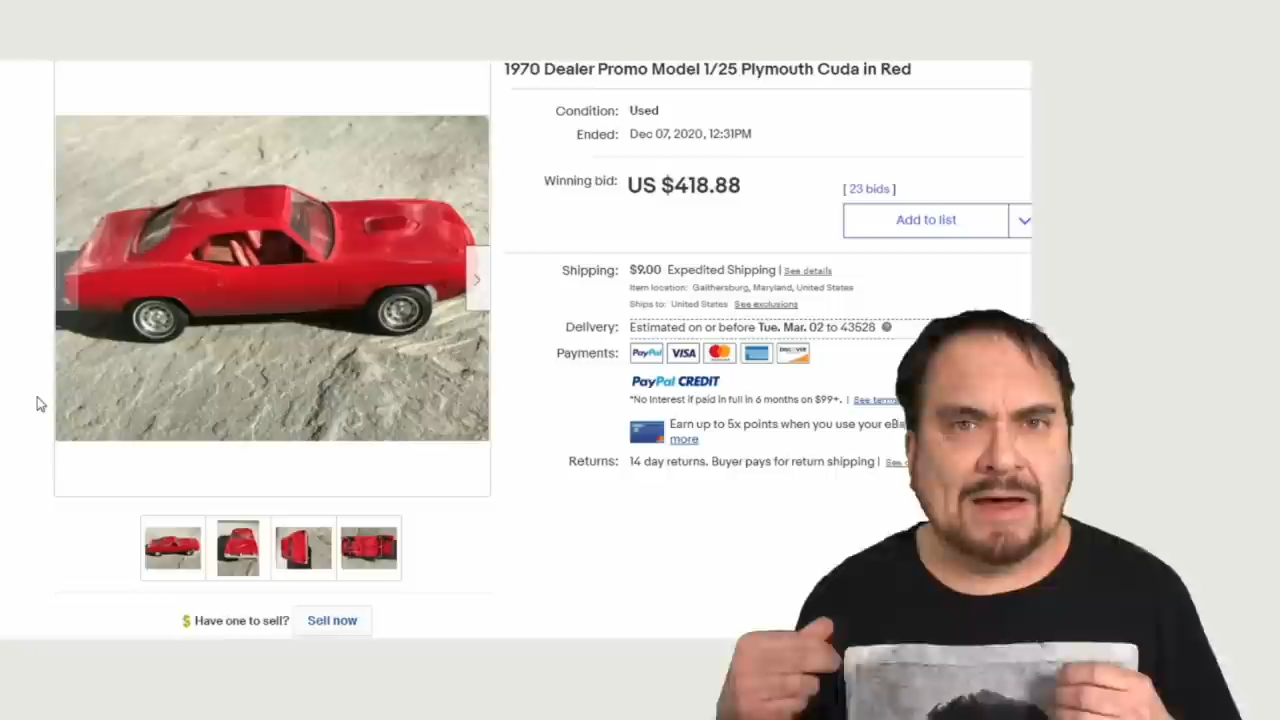 1970 Dealer Promo Model 1/25 Plymouth Cuda in Red
Condition: Used
Ended: Dec 07, 2020, 12:31PM
Winning bid: US $418.88
[ 23 bids ]
Add to list
Shipping: $9.00 Expedited Shipping | See details
Item location: Gaithersburg, Maryland, United States
Ships to: United States See exclusions
Delivery: Estimated on or before Tue. Mar. 02 to 43528
Payments: PayPal VISA DISCOVER
PayPal CREDIT
*No Interest if paid in full in 6 months on $99+. | See terms
Earn up to 5x points when you use your eBa
more
Returns: 14 day returns. Buyer pays for return shipping |
$ Have one to sell? Sell now